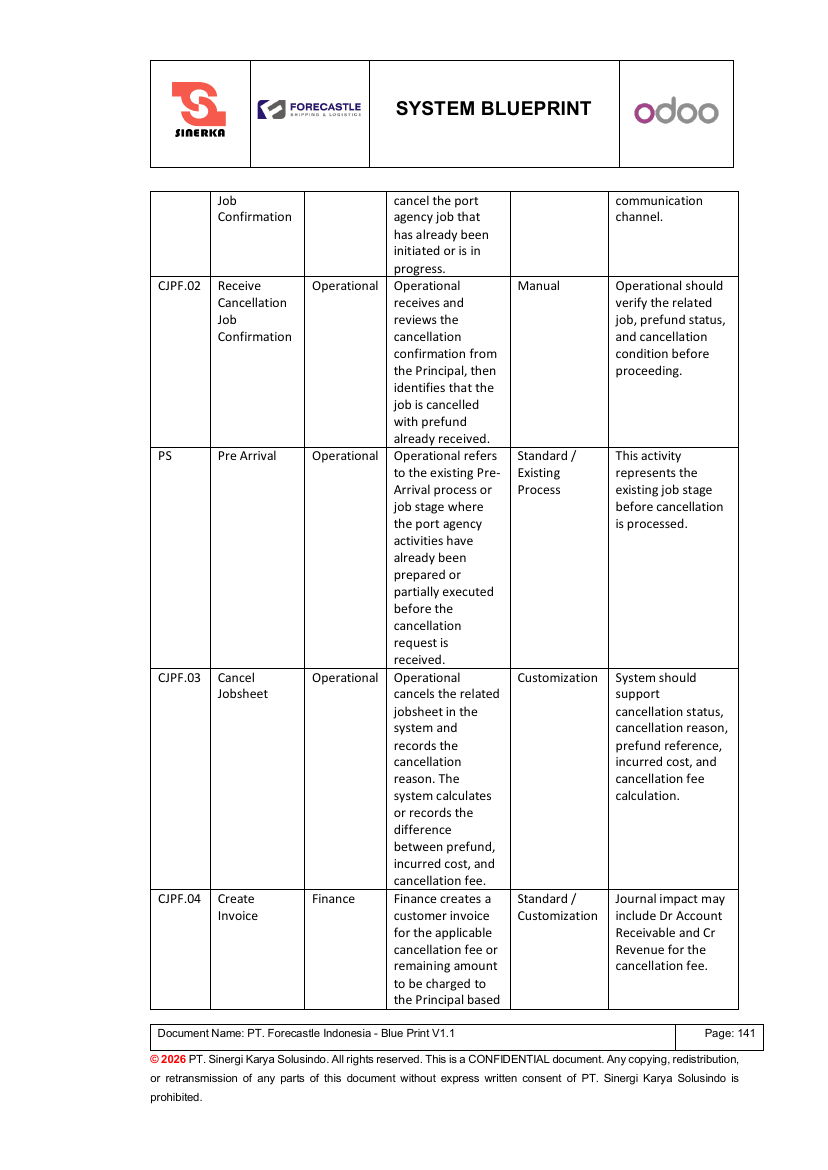 SINERKA
FORECASTLE
SHIPPING & LOGISTICS
SYSTEM BLUEPRINT
odoo
Job
Confirmation
cancel the port
agency job that
has already been
initiated or is in
progress.
communication
channel.
CJPF.02
Receive
Cancellation
Job
Confirmation
Operational
Operational
receives and
reviews the
cancellation
confirmation from
the Principal, then
identifies that the
job is cancelled
with prefund
already received.
Manual
Operational should
verify the related
job, prefund status,
and cancellation
condition before
proceeding.
PS
Pre Arrival
Operational
Operational refers
to the existing Pre-
Arrival process or
job stage where
the port agency
activities have
already been
prepared or
partially executed
before the
cancellation
request is
received.
Standard /
Existing
Process
This activity
represents the
existing job stage
before cancellation
is processed.
CJPF.03
Cancel
Jobsheet
Operational
Operational
cancels the related
jobsheet in the
system and
records the
cancellation
reason. The
system calculates
or records the
difference
between prefund,
incurred cost, and
cancellation fee.
Customization
System should
support
cancellation status,
cancellation reason,
prefund reference,
incurred cost, and
cancellation fee
calculation.
CJPF.04
Create
Invoice
Finance
Finance creates a
customer invoice
for the applicable
cancellation fee or
remaining amount
to be charged to
the Principal based
Standard /
Customization
Journal impact may
include Dr Account
Receivable and Cr
Revenue for the
cancellation fee.
Document Name: PT. Forecastle Indonesia - Blue Print V1.1
Page: 141
© 2026 PT. Sinergi Karya Solusindo. All rights reserved. This is a CONFIDENTIAL document. Any copying, redistribution,
or retransmission of any parts of this document without express written consent of PT. Sinergi Karya Solusindo is
prohibited.